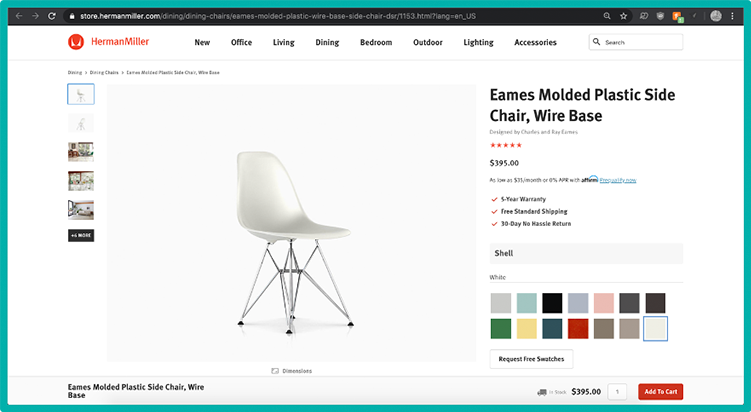 store.hermanmiller.com/dining/dining-chairs/eames-molded-plastic-wire-base-side-chair-dsr/1153.html?lang=en_US
HermanMiller
New Office Living Dining Bedroom Outdoor Lighting Accessories
Search
Dining > Dining Chairs > Eames Molded Plastic Side Chair, Wire Base
Eames Molded Plastic Side
Chair, Wire Base
Designed by Charles and Ray Eames
$395.00
As low as $35/month or 0% APR with affirm Prequalify now
5-Year Warranty
Free Standard Shipping
30-Day No Hassle Return
+4 MORE
Shell
White
Request Free Swatches
Dimensions
Eames Molded Plastic Side Chair, Wire
Base
In Stock $395.00 1 Add To Cart